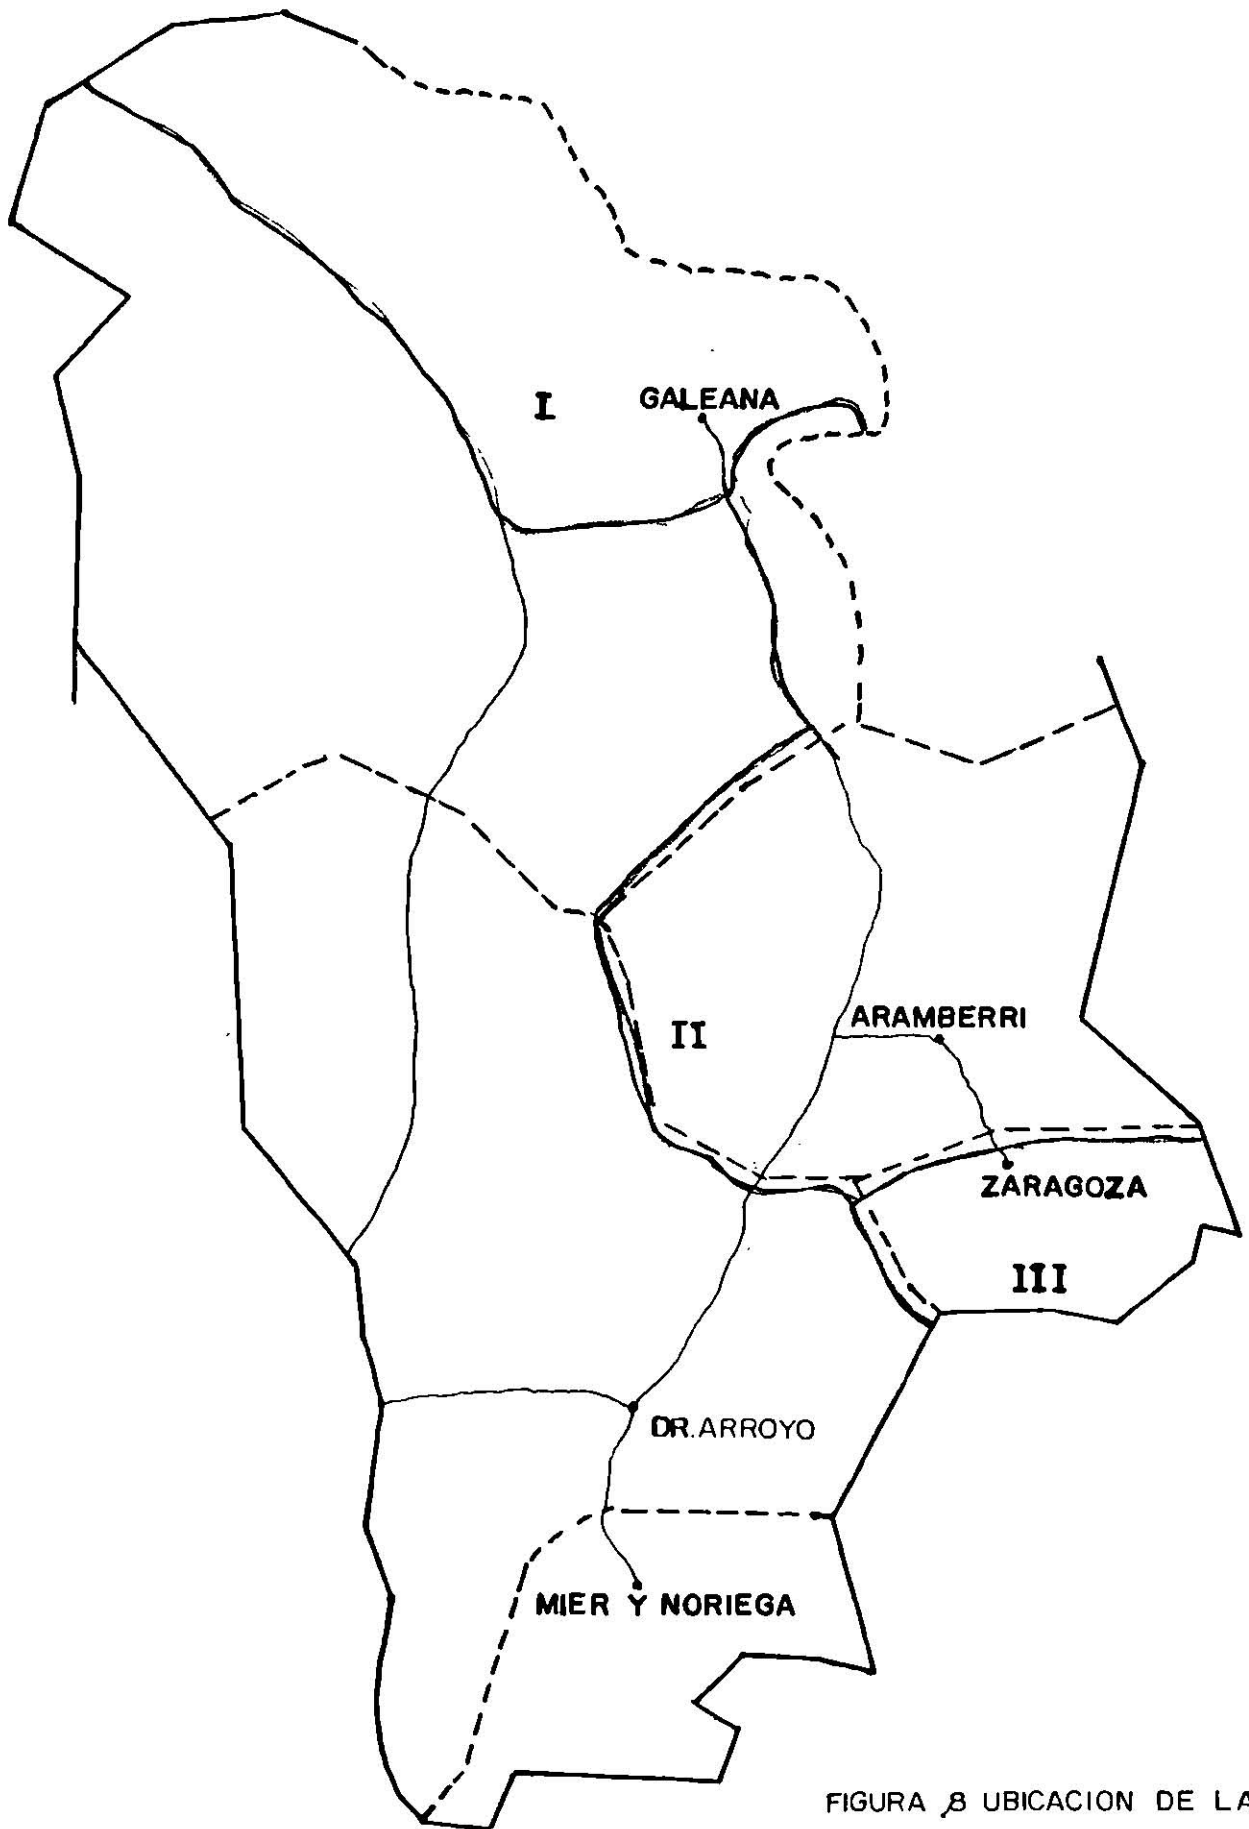 I
GALEANA
II
ARAMBERRI
ZARAGOZA
III
DR.ARROYO
MIER Y NORIEGA
FIGURA 8 UBICACION DE LA